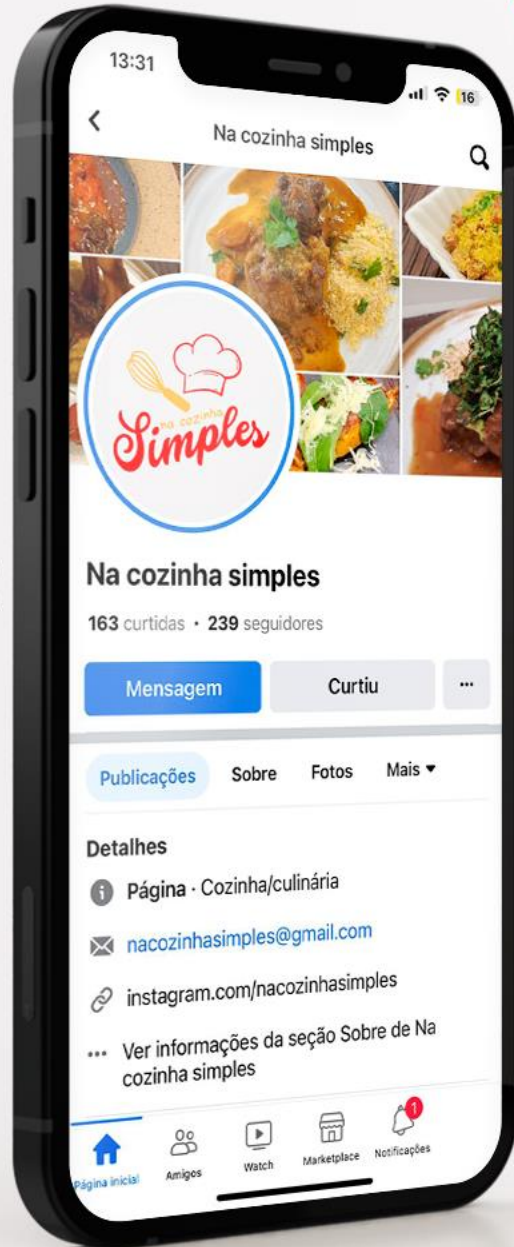 13:31
16
Na cozinha simples
na cozinha
Simples
Na cozinha simples
163 curtidas • 239 seguidores
Mensagem
Curtiu
...
Publicações
Sobre
Fotos
Mais
Detalhes
Página · Cozinha/culinária
nacozinhasimples@gmail.com
instagram.com/nacozinhasimples
... Ver informações da seção Sobre de Na
cozinha simples
Página inicial
Amigos
Watch
Marketplace
1
Notificações